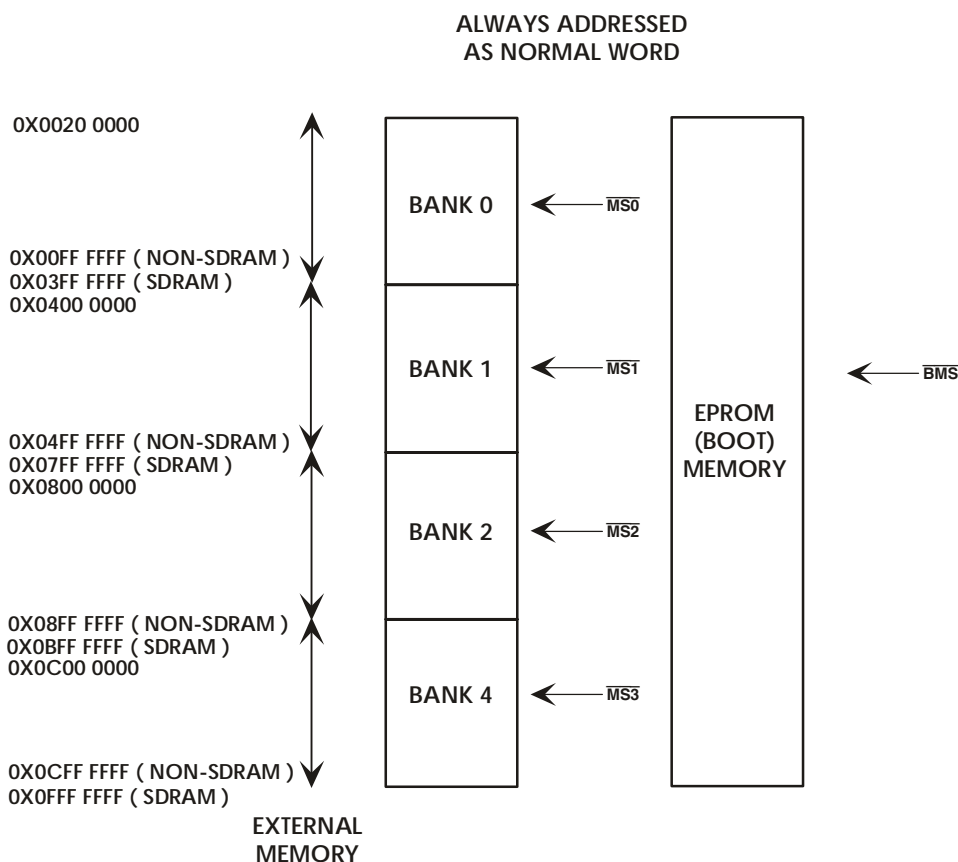 ALWAYS ADDRESSED
AS NORMAL WORD
0X0020 0000
BANK 0
MS0
0X00FF FFFF ( NON-SDRAM )
0X03FF FFFF ( SDRAM )
0X0400 0000
BANK 1
MS1
BMS
EPROM
(BOOT)
MEMORY
0X04FF FFFF ( NON-SDRAM )
0X07FF FFFF ( SDRAM )
0X0800 0000
BANK 2
MS2
0X08FF FFFF ( NON-SDRAM )
0X0BFF FFFF ( SDRAM )
0X0C00 0000
BANK 4
MS3
0X0CFF FFFF ( NON-SDRAM )
0X0FFF FFFF ( SDRAM )
EXTERNAL
MEMORY